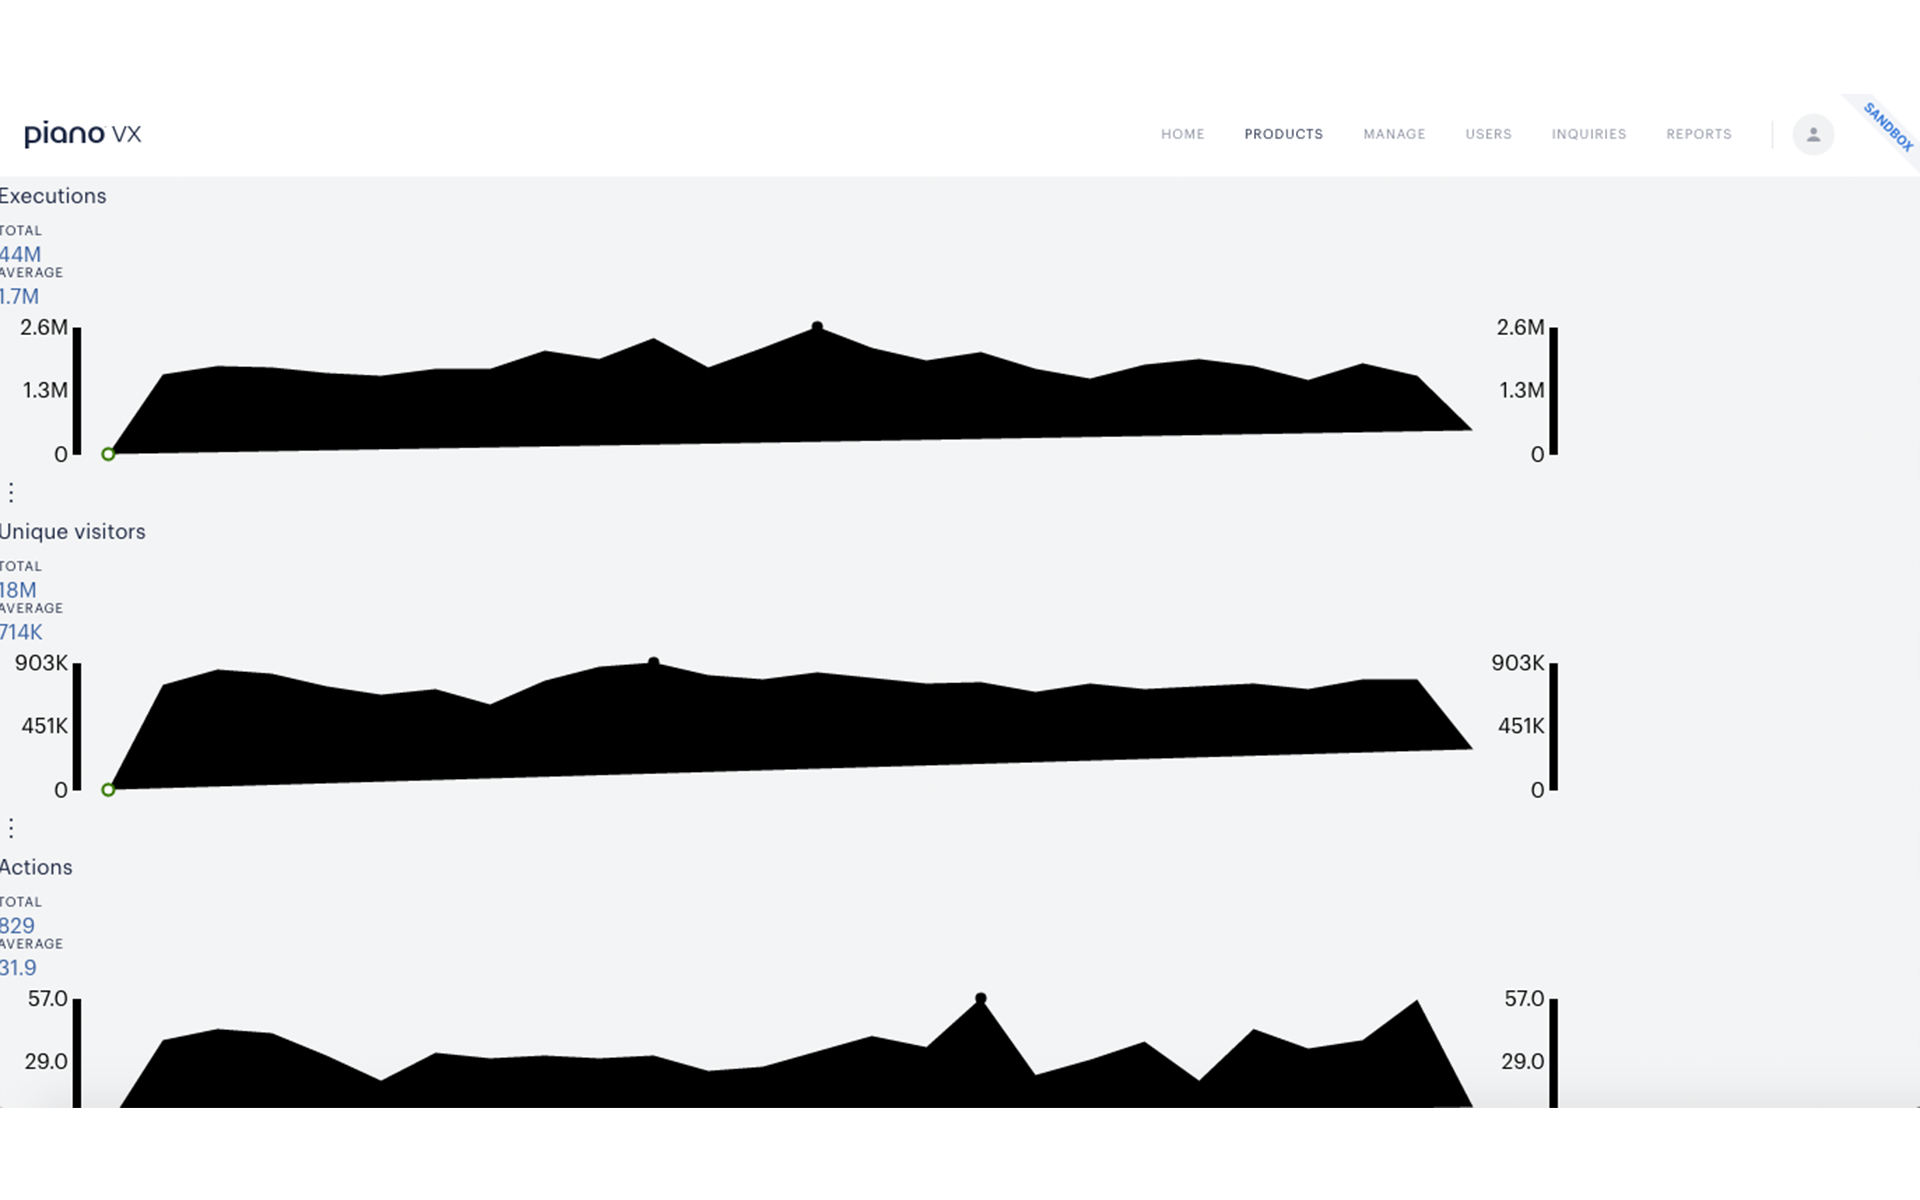 piano VX
HOME PRODUCTS MANAGE USERS INQUIRIES REPORTS
SANDBOX
Executions
TOTAL
44M
AVERAGE
1.7M
2.6M 2.6M
1.3M 1.3M
0 0
Unique visitors
TOTAL
18M
AVERAGE
714K
903K 903K
451K 451K
0 0
Actions
TOTAL
829
AVERAGE
31.9
57.0 57.0
29.0 29.0